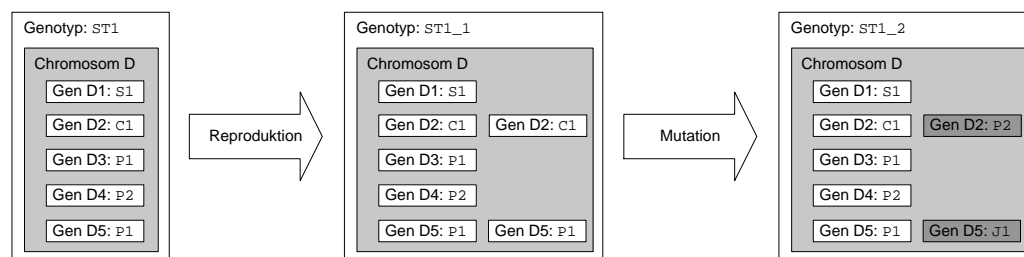 Genotyp: ST1
Chromosom D
Gen D1: S1
Gen D2: C1
Gen D3: P1
Gen D4: P2
Gen D5: P1
Reproduktion
Genotyp: ST1_1
Chromosom D
Gen D1: S1
Gen D2: C1 Gen D2: C1
Gen D3: P1
Gen D4: P2
Gen D5: P1 Gen D5: P1
Mutation
Genotyp: ST1_2
Chromosom D
Gen D1: S1
Gen D2: C1 Gen D2: P2
Gen D3: P1
Gen D4: P2
Gen D5: P1 Gen D5: J1